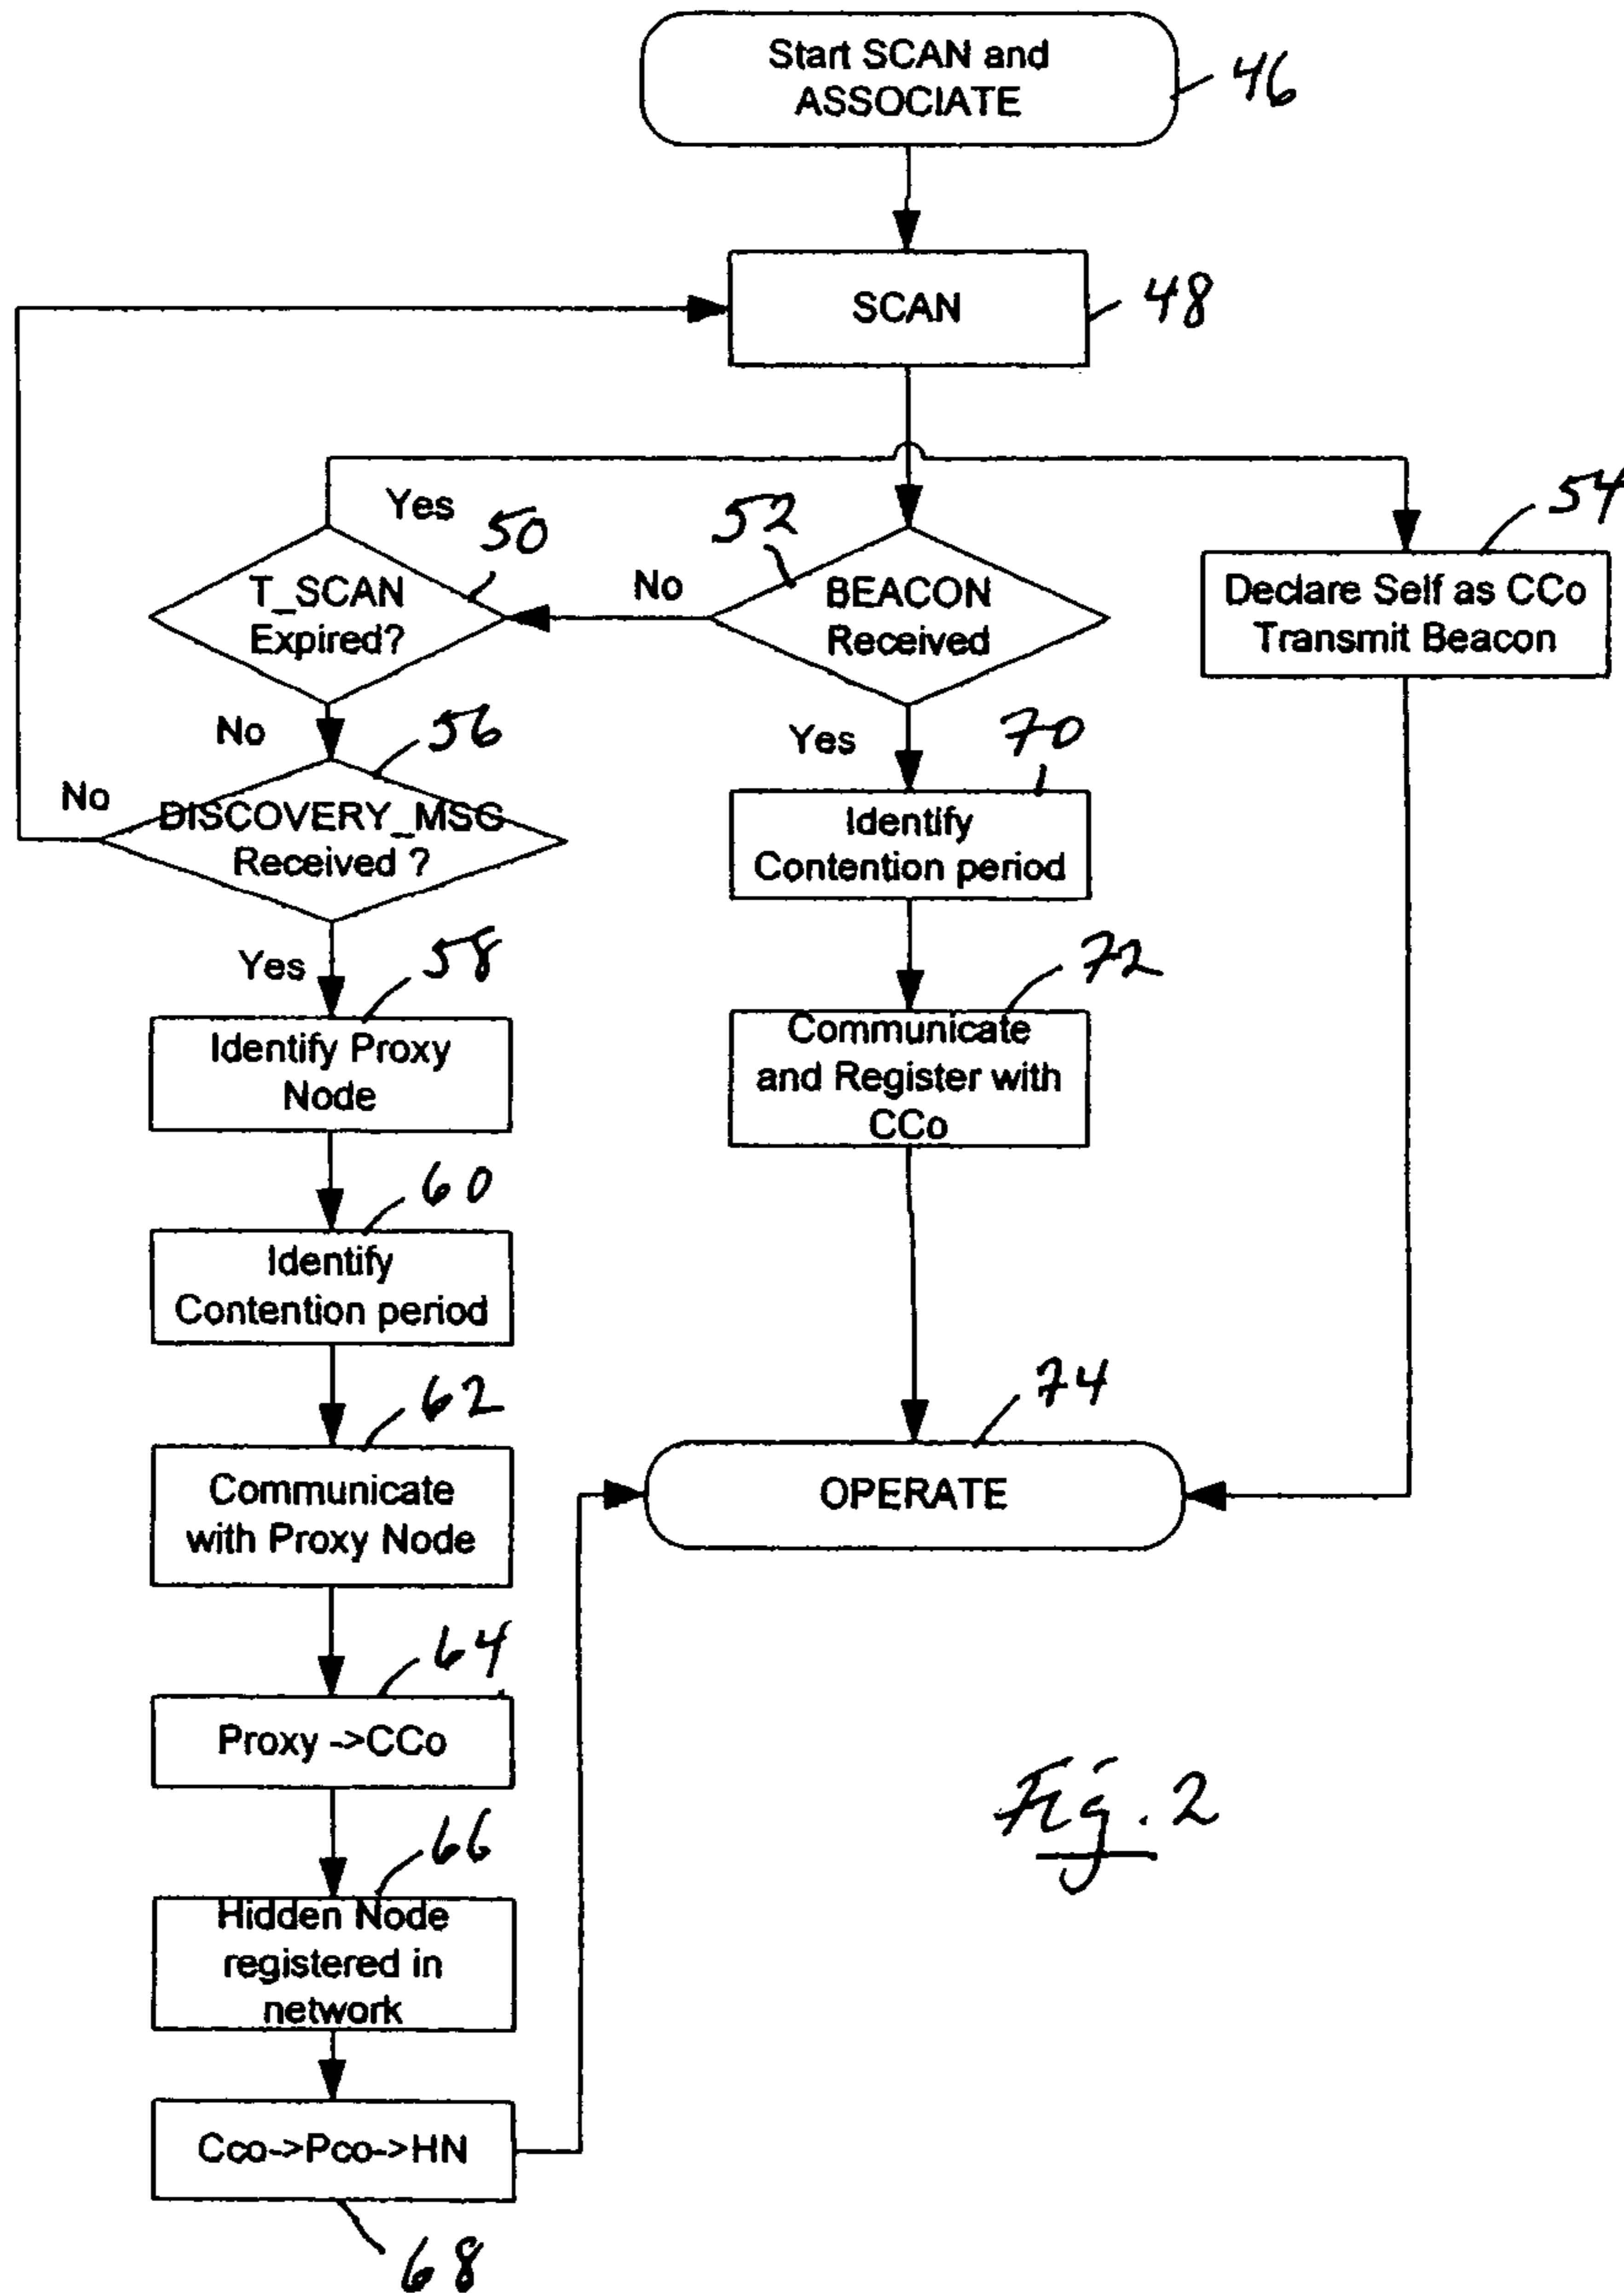 Start SCAN and
ASSOCIATE
46
SCAN
48
Yes
50
52
54
T_SCAN
Expired?
No
BEACON
Received
Declare Self as CCo
Transmit Beacon
No
56
Yes
70
No
DISCOVERY_MSG
Received ?
Identify
Contention period
Yes
58
72
Identify Proxy
Node
Communicate
and Register with
CCo
60
Identify
Contention period
62
74
Communicate
with Proxy Node
OPERATE
64
Proxy ->CCo
66
Hidden Node
registered in
network
Cco->Pco->HN
68
Fig. 2